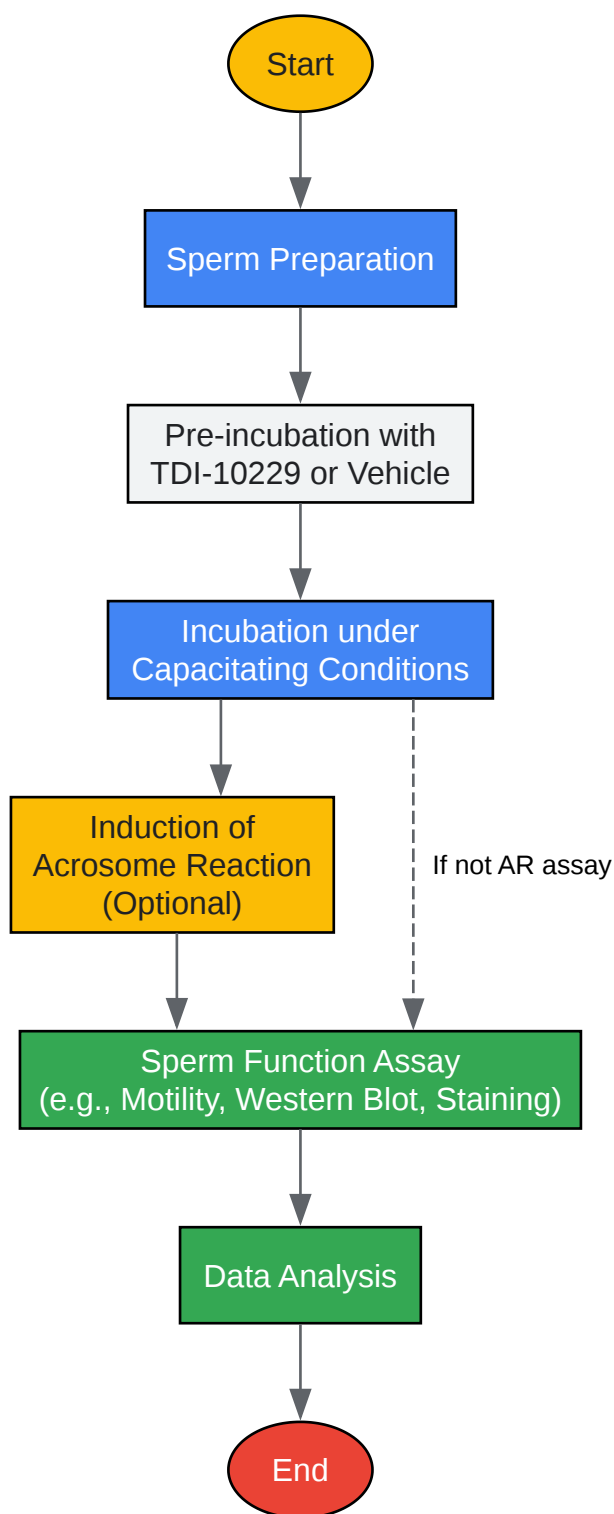 Start
Sperm Preparation
Pre-incubation with
TDI-10229 or Vehicle
Incubation under
Capacitating Conditions
Induction of
Acrosome Reaction
(Optional)
If not AR assay
Sperm Function Assay
(e.g., Motility, Western Blot, Staining)
Data Analysis
End